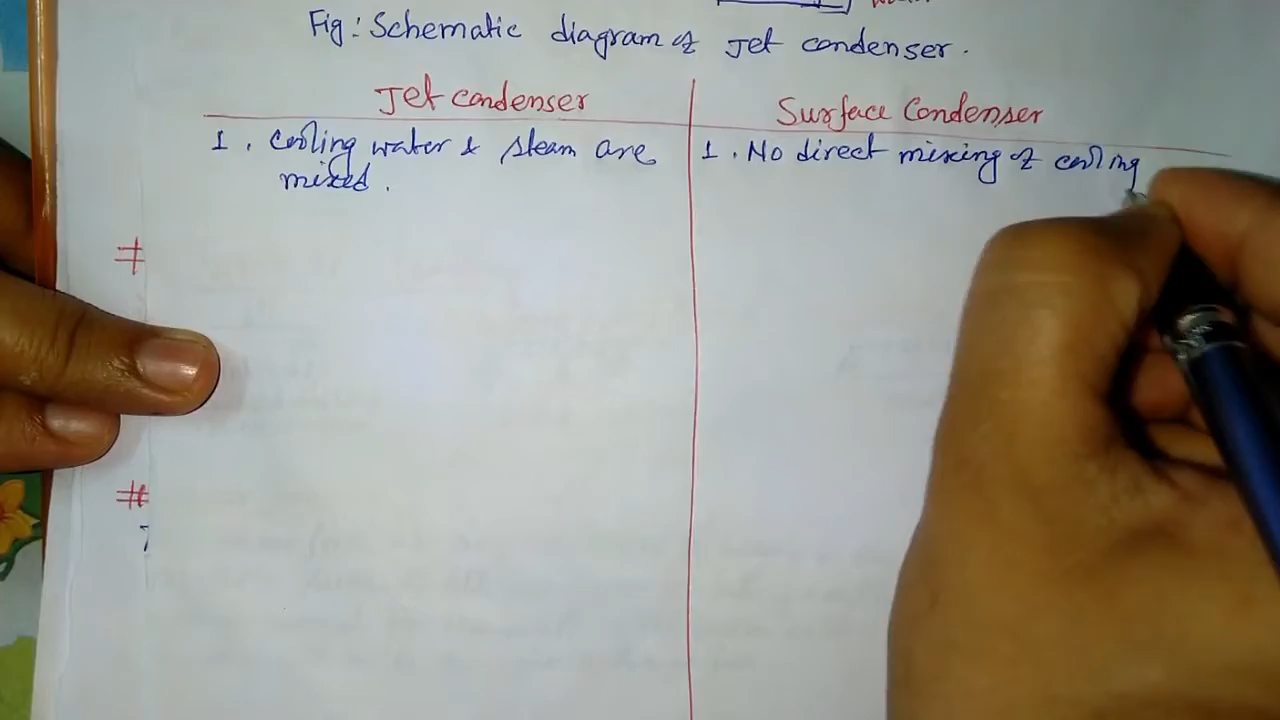 Fig: Schematic diagram of Jet condenser.
Jet condenser
Surface Condenser
1. Cooling water & steam are
mixed.
1. No direct mixing of cooling
#
#